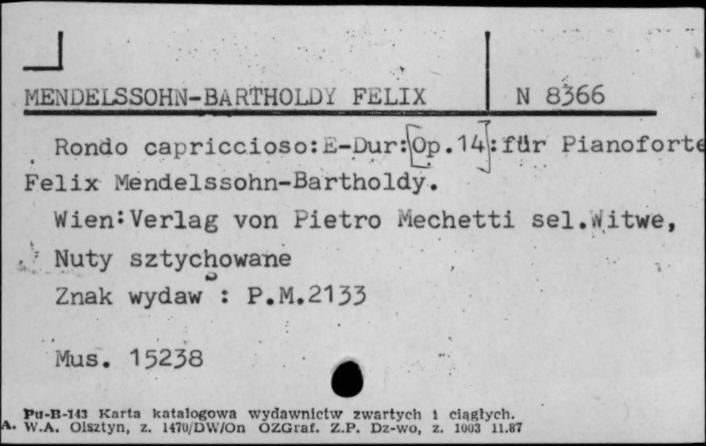 MENDELSSOHN-BARTHOLDY FELIX N 8366
Rondo capriccioso:E-Dur:[Op.14]:für Pianoforte
Felix Mendelssohn-Bartholdy.
Wien:Verlag von Pietro Mechetti sel.Witwe,
Nuty sztychowane
Znak wydaw : P.M.2133
Mus. 15238
Pu-B-143 Karta katalogowa wydawnictw zwartych i ciągłych.
A. W.A. Olsztyn, z. 1470/DW/On OZGraf. Z.P. Dz-wo, z. 1003 11.87